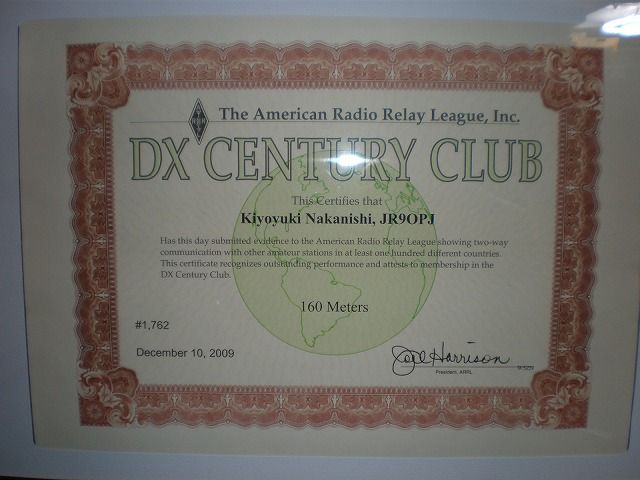 The American Radio Relay League, Inc.
DX CENTURY CLUB
This Certifies that
Kiyoyuki Nakanishi, JR9OPJ
Has this day submitted evidence to the American Radio Relay League showing two-way
communication with other amateur stations in at least one hundred different countries.
This certificate recognizes outstanding performance and attests to membership in the
DX Century Club.
160 Meters
#1,762
December 10, 2009
Joel Harrison
President, ARRL